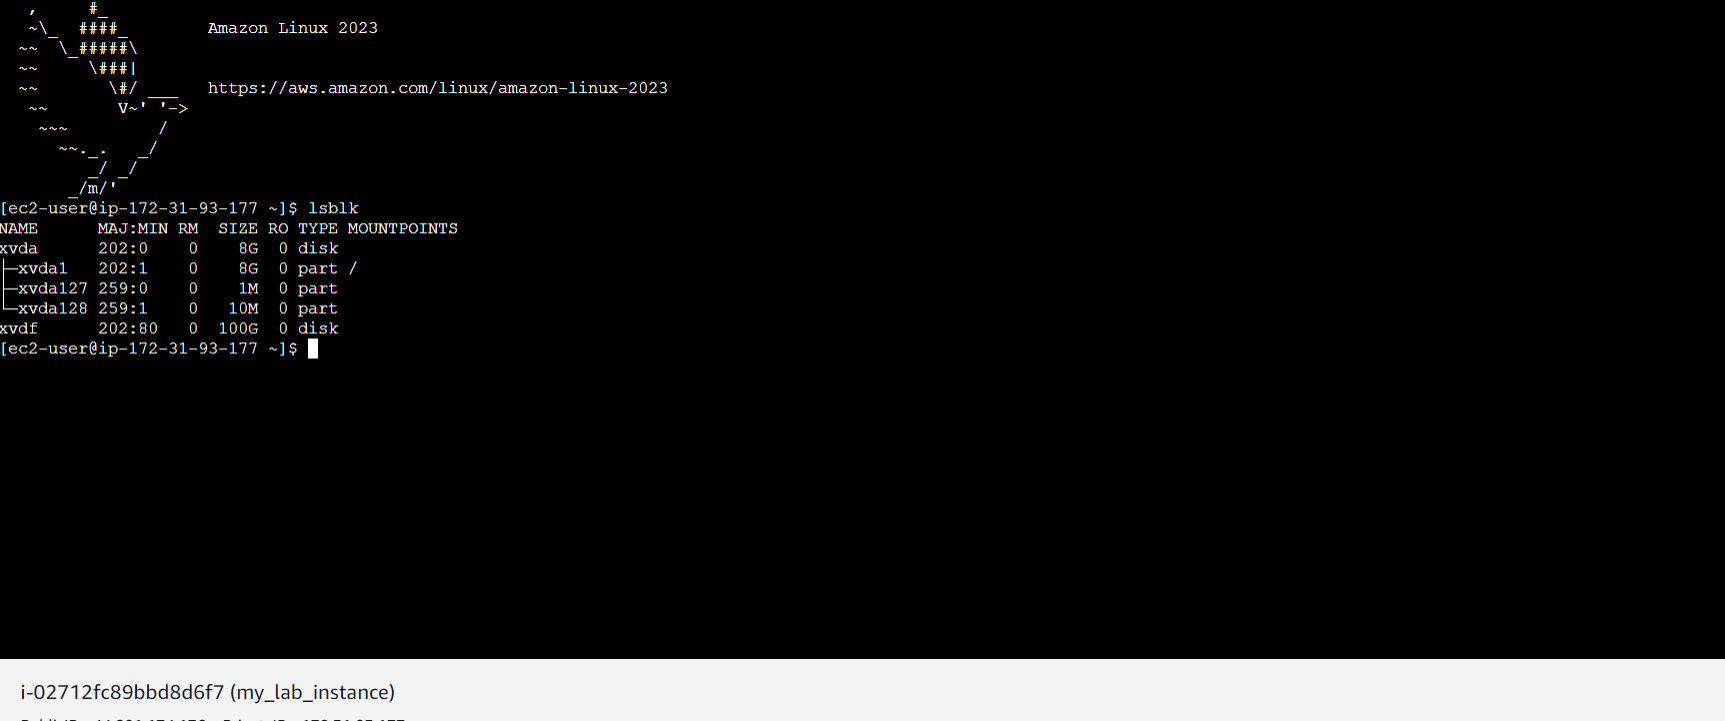 ,     #_
   ~\_  ####_        Amazon Linux 2023
  ~~  \_#####\
  ~~     \###|
  ~~       \#/ ___   https://aws.amazon.com/linux/amazon-linux-2023
   ~~       V~' '->
    ~~~         /
      ~~._.   _/
         _/ _/
       _/m/'
[ec2-user@ip-172-31-93-177 ~]$ lsblk
NAME      MAJ:MIN RM  SIZE RO TYPE MOUNTPOINTS
xvda      202:0    0    8G  0 disk
├─xvda1   202:1    0    8G  0 part /
├─xvda127 259:0    0    1M  0 part
└─xvda128 259:1    0   10M  0 part
xvdf      202:80   0  100G  0 disk
[ec2-user@ip-172-31-93-177 ~]$
i-02712fc89bbd8d6f7 (my_lab_instance)